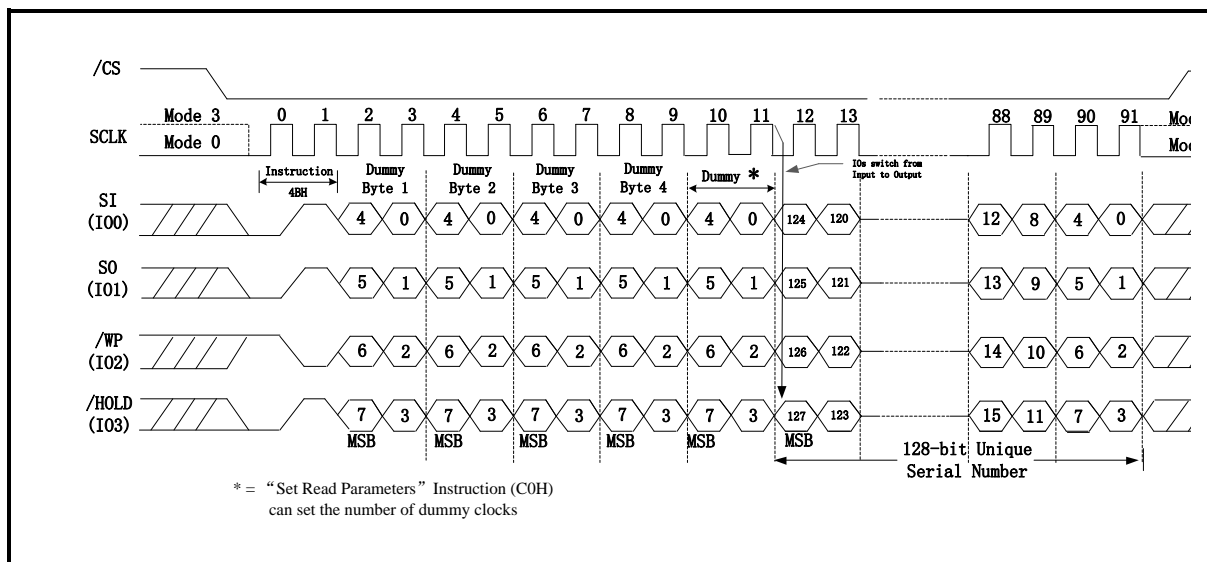 /CS
Mode 3 0 1 2 3 4 5 6 7 8 9 10 11 12 13 88 89 90 91
SCLK Mode 0
Instruction
4BH
Dummy
Byte 1
Dummy
Byte 2
Dummy
Byte 3
Dummy
Byte 4
Dummy *
IOs switch from
Input to Output
SI
(IO0) 4 0 4 0 4 0 4 0 4 0 124 120 12 8 4 0
SO
(IO1) 5 1 5 1 5 1 5 1 5 1 125 121 13 9 5 1
/WP
(IO2) 6 2 6 2 6 2 6 2 6 2 126 122 14 10 6 2
/HOLD
(IO3) 7 3 7 3 7 3 7 3 7 3 127 123 15 11 7 3
MSB MSB MSB MSB MSB MSB
128-bit Unique
Serial Number
* = “Set Read Parameters” Instruction (C0H)
can set the number of dummy clocks